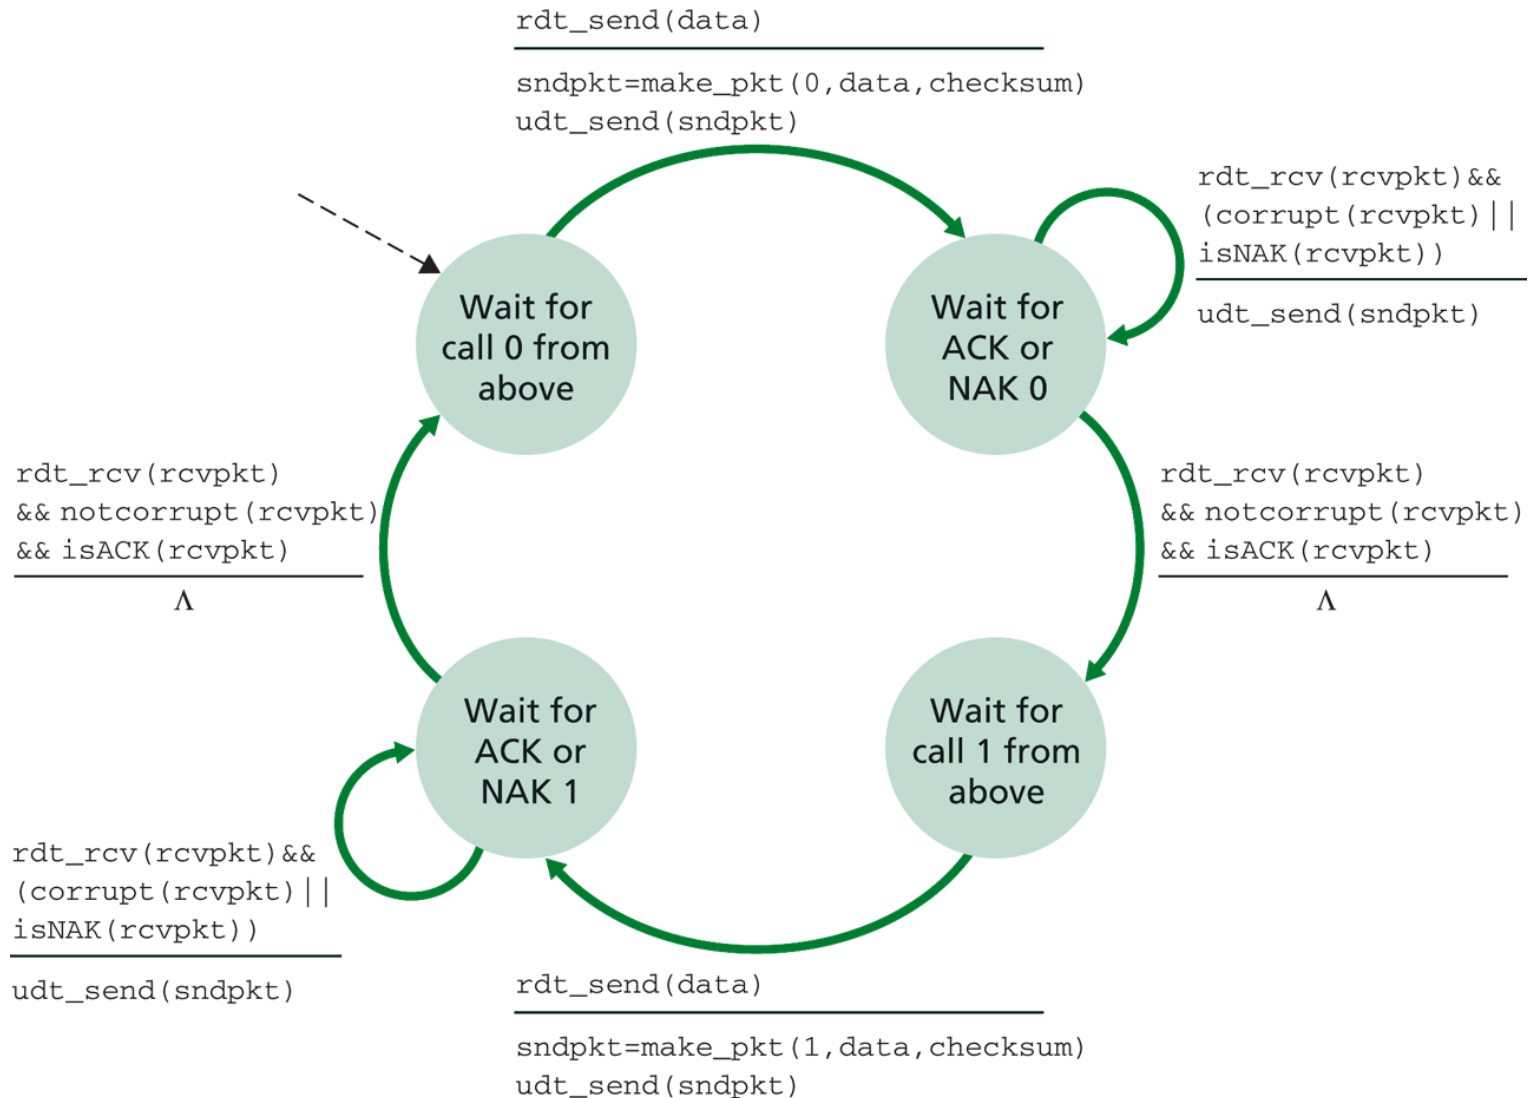 rdt_send(data)
sndpkt=make_pkt(0,data,checksum)
udt_send(sndpkt)
rdt_rcv(rcvpkt)&&
(corrupt(rcvpkt)||
isNAK(rcvpkt))
udt_send(sndpkt)
Wait for
call 0 from
above
Wait for
ACK or
NAK 0
rdt_rcv(rcvpkt)
&& notcorrupt(rcvpkt)
&& isACK(rcvpkt)
Λ
rdt_rcv(rcvpkt)
&& notcorrupt(rcvpkt)
&& isACK(rcvpkt)
Λ
Wait for
ACK or
NAK 1
Wait for
call 1 from
above
rdt_rcv(rcvpkt)&&
(corrupt(rcvpkt)||
isNAK(rcvpkt))
udt_send(sndpkt)
rdt_send(data)
sndpkt=make_pkt(1,data,checksum)
udt_send(sndpkt)